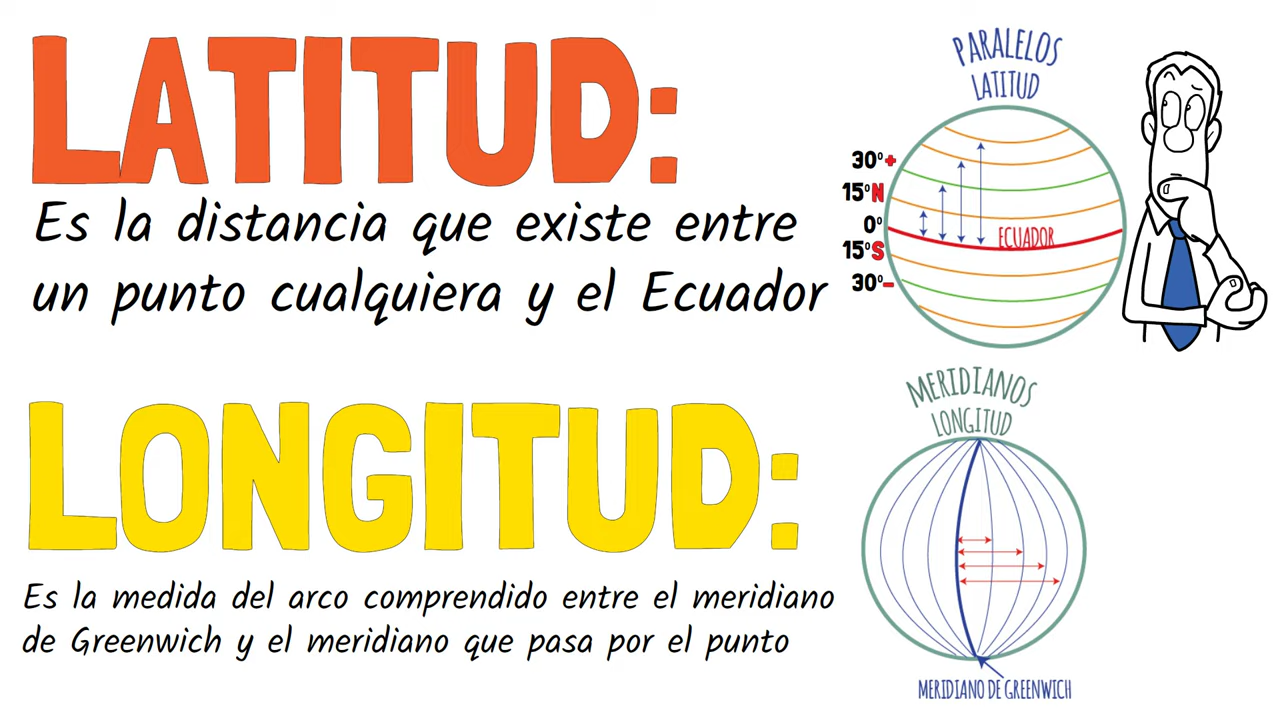 LATITUD:
Es la distancia que existe entre
un punto cualquiera y el Ecuador
PARALELOS
LATITUD
30º+
15ºN
0º
15ºS
30º-
ECUADOR
LONGITUD:
Es la medida del arco comprendido entre el meridiano
de Greenwich y el meridiano que pasa por el punto
MERIDIANOS
LONGITUD
MERIDIANO DE GREENWICH